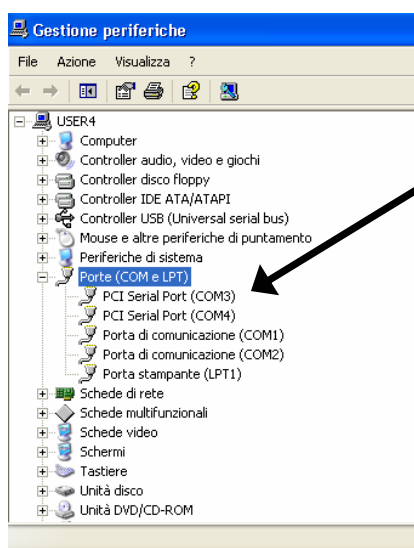 Gestione periferiche
File Azione Visualizza ?
USER4
Computer
Controller audio, video e giochi
Controller disco floppy
Controller IDE ATA/ATAPI
Controller USB (Universal serial bus)
Mouse e altre periferiche di puntamento
Periferiche di sistema
Porte (COM e LPT)
PCI Serial Port (COM3)
PCI Serial Port (COM4)
Porta di comunicazione (COM1)
Porta di comunicazione (COM2)
Porta stampante (LPT1)
Schede di rete
Schede multifunzionali
Schede video
Schermi
Tastiere
Unità disco
Unità DVD/CD-ROM